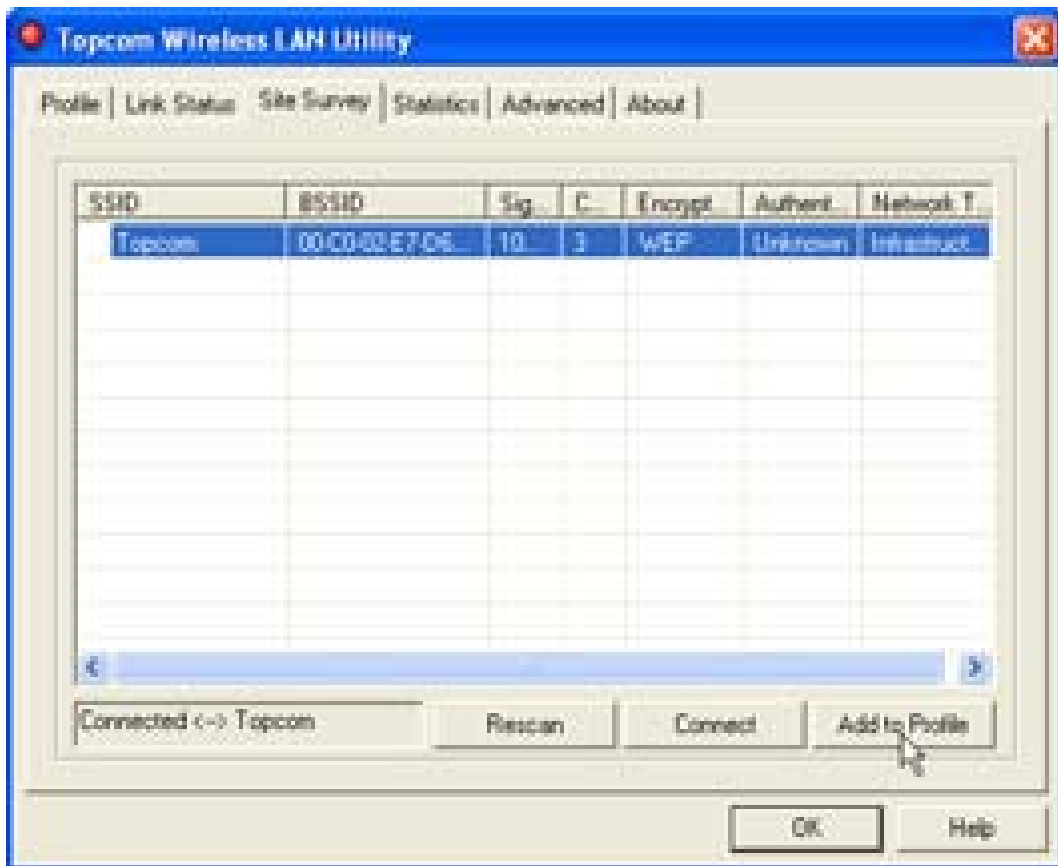 Topcom Wireless LAN Utility
Profile Link Status Site Survey Statistics Advanced About
SSID BSSID Sig... C... Encrypt... Authent... Network T...
Topcom 00-C0-02-E7-D6... 10... 3 WEP Unknown Infrastruct...
Connected <--> Topcom Rescan Connect Add to Profile
OK Help